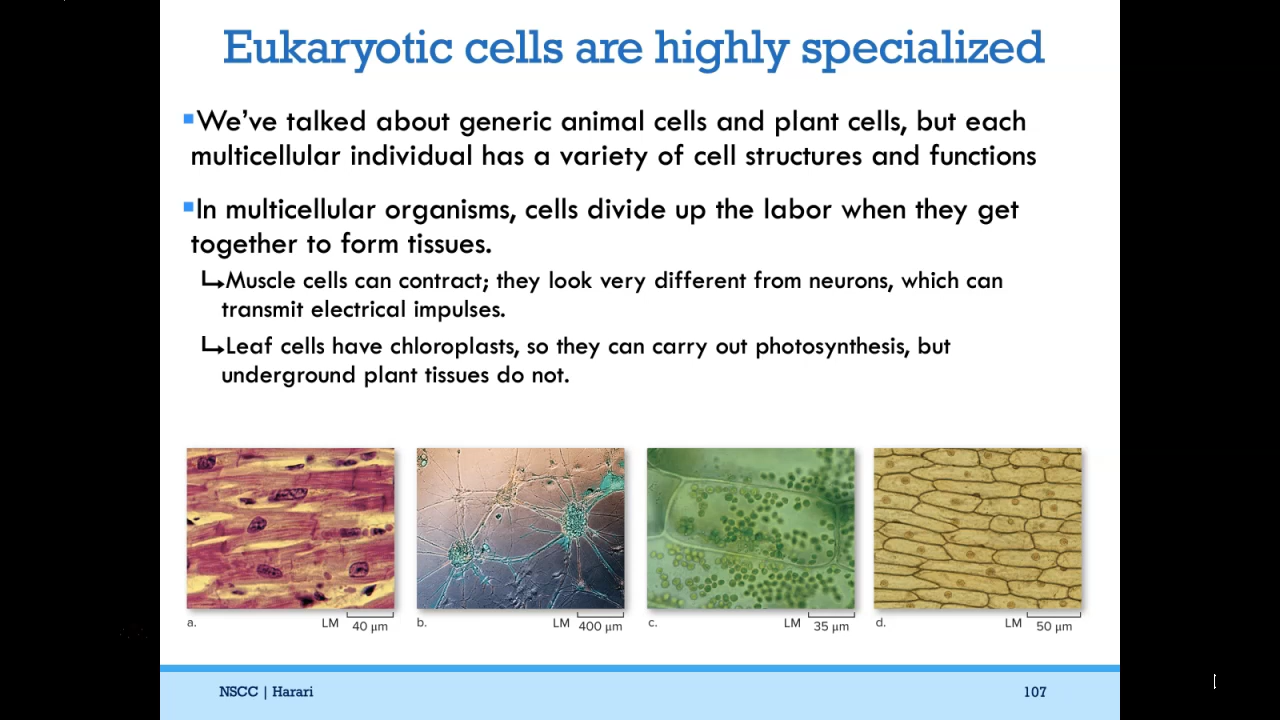 Eukaryotic cells are highly specialized
▪We’ve talked about generic animal cells and plant cells, but each
multicellular individual has a variety of cell structures and functions
▪In multicellular organisms, cells divide up the labor when they get
together to form tissues.
↳Muscle cells can contract; they look very different from neurons, which can
transmit electrical impulses.
↳Leaf cells have chloroplasts, so they can carry out photosynthesis, but
underground plant tissues do not.
a. LM 40 µm b. LM 400 µm c. LM 35 µm d. LM 50 µm
NSCC | Harari 107